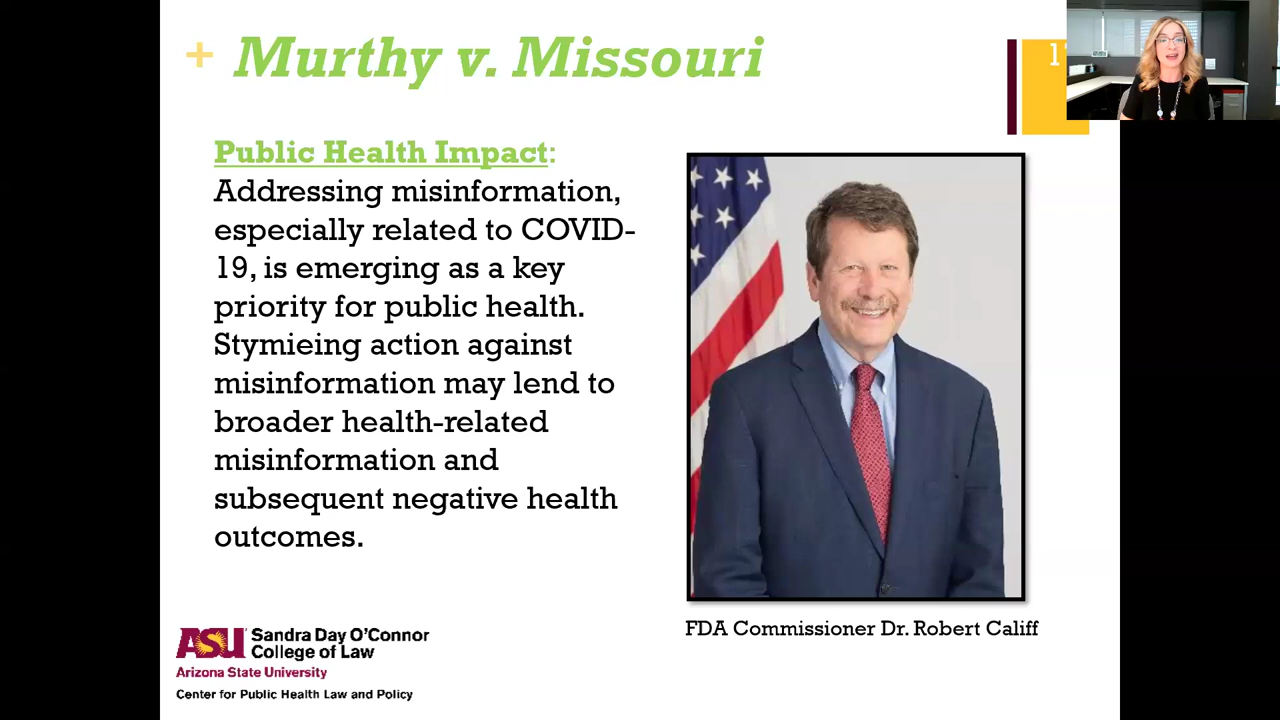 + Murthy v. Missouri
Public Health Impact:
Addressing misinformation,
especially related to COVID-
19, is emerging as a key
priority for public health.
Stymieing action against
misinformation may lend to
broader health-related
misinformation and
subsequent negative health
outcomes.
FDA Commissioner Dr. Robert Califf
ASU Sandra Day O'Connor
College of Law
Arizona State University
Center for Public Health Law and Policy